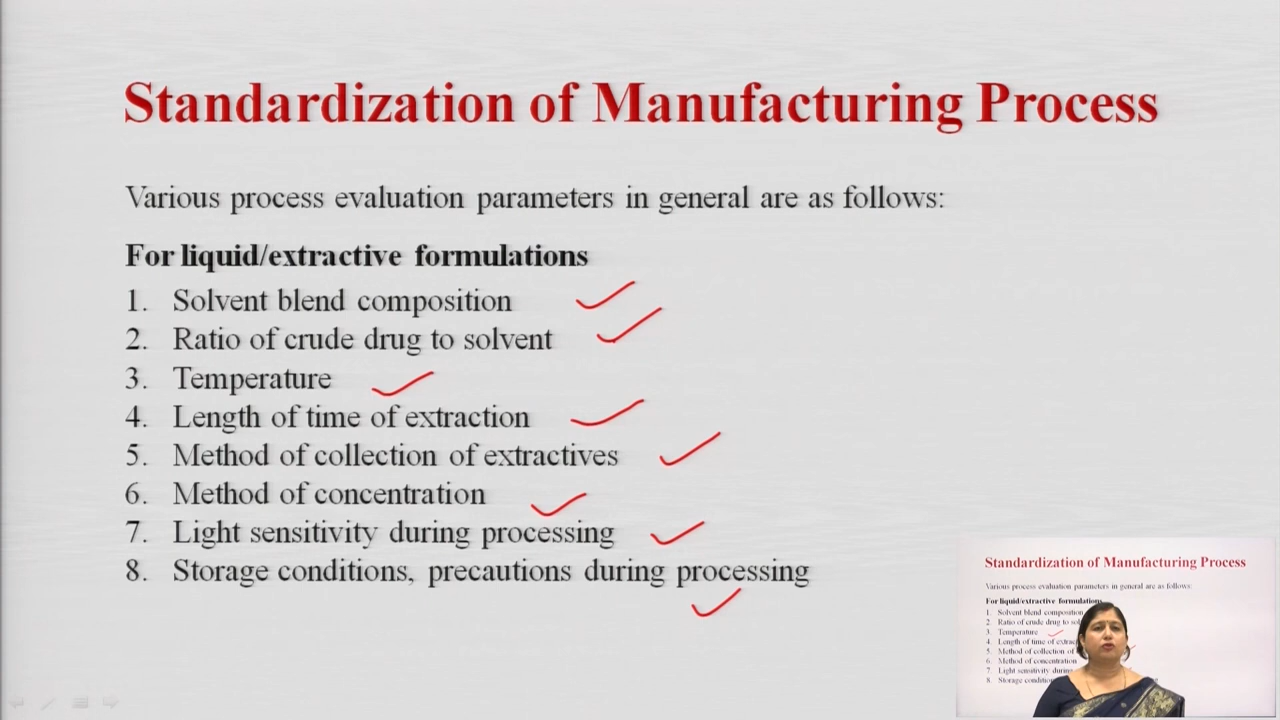 Standardization of Manufacturing Process
Various process evaluation parameters in general are as follows:
For liquid/extractive formulations
1. Solvent blend composition
2. Ratio of crude drug to solvent
3. Temperature
4. Length of time of extraction
5. Method of collection of extractives
6. Method of concentration
7. Light sensitivity during processing
8. Storage conditions, precautions during processing
Standardization of Manufacturing Process
Various process evaluation parameters in general are as follows:
For liquid/extractive formulations
1. Solvent blend composition
2. Ratio of crude drug to
3. Temperature
4. Length of time of
5. Method of collection of
6. Method of concentration
7. Light sensitivity
8. Storage